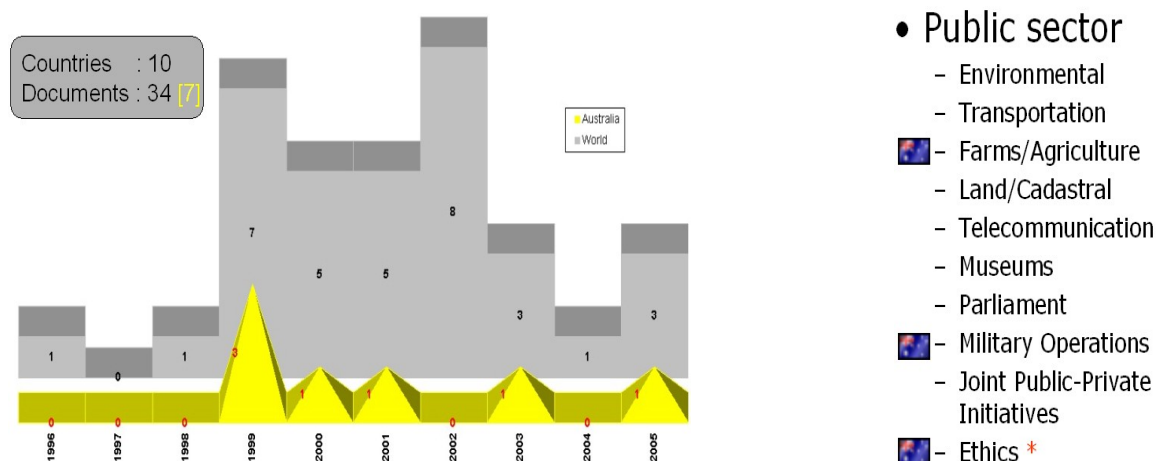 Countries : 10
Documents : 34 [7]
Australia
World
8
7
5 5
3 3
1 0 1 1
3
1 1 1 1
0 0 0 0 0
1996 1997 1998 1999 2000 2001 2002 2003 2004 2005
• Public sector
– Environmental
– Transportation
– Farms/Agriculture
– Land/Cadastral
– Telecommunication
– Museums
– Parliament
– Military Operations
– Joint Public-Private
Initiatives
– Ethics *